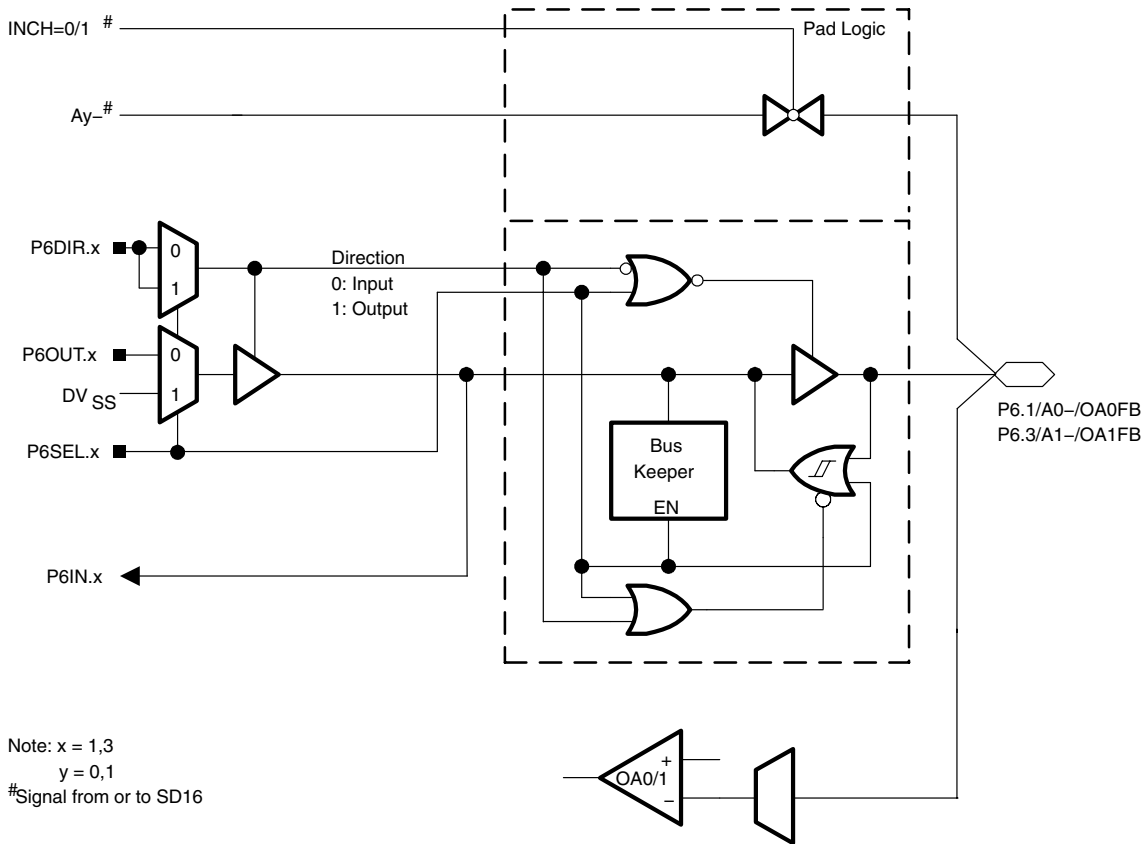 INCH=0/1 #
Pad Logic
Ay–#
P6DIR.x
0
1
Direction
0: Input
1: Output
P6OUT.x
0
DVSS
1
P6SEL.x
P6.1/A0–/OA0FB
P6.3/A1–/OA1FB
Bus
Keeper
EN
P6IN.x
Note: x = 1,3
y = 0,1
#Signal from or to SD16
+
OA0/1
−